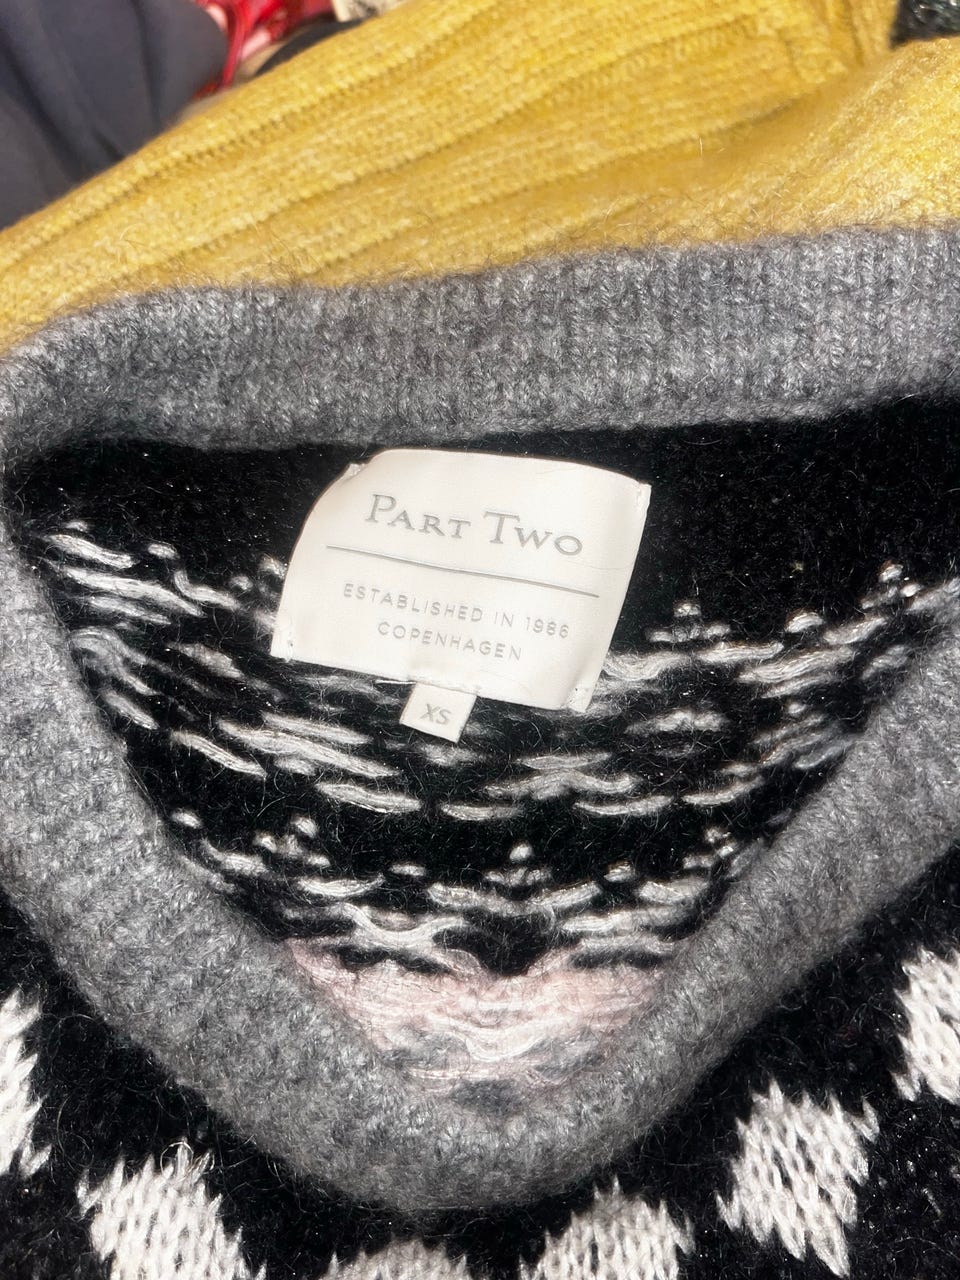 PART TWO
ESTABLISHED IN 1986
COPENHAGEN
XS